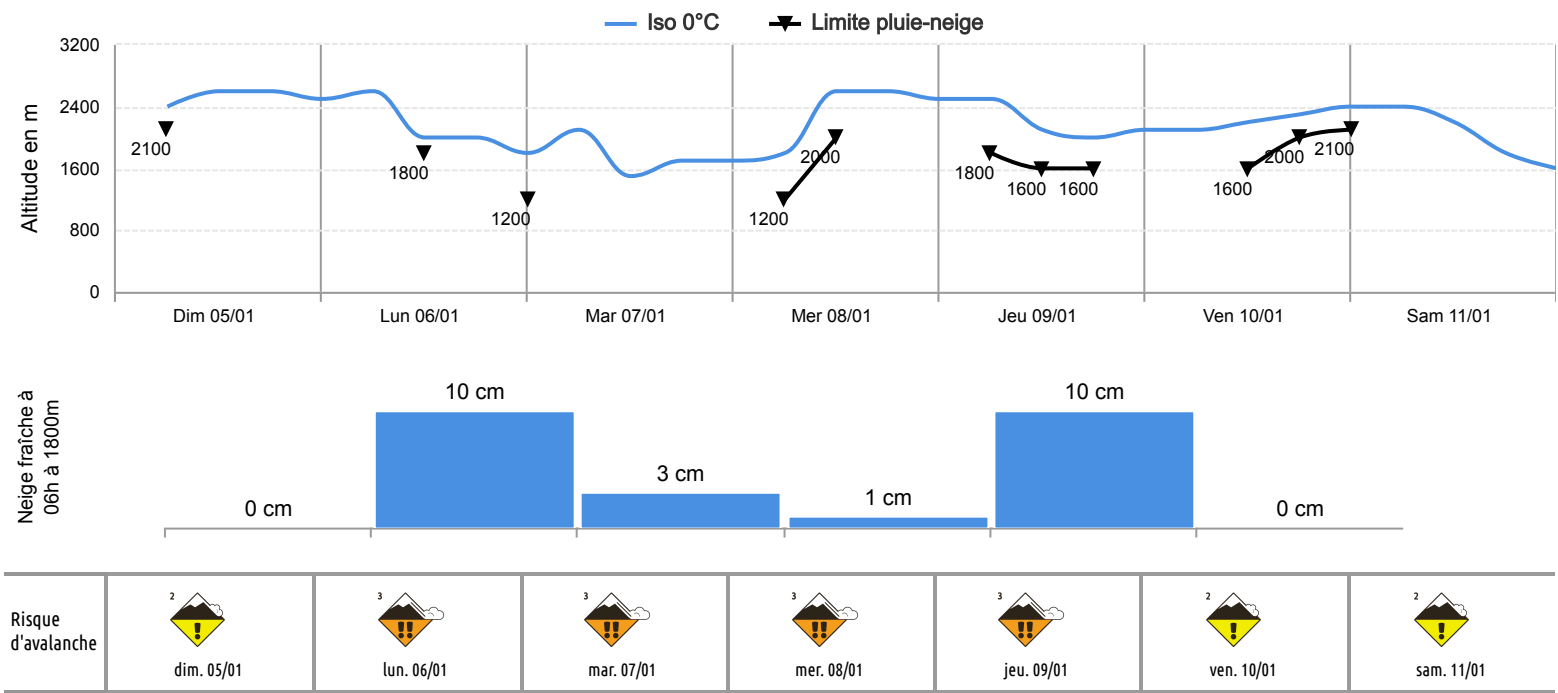 Iso 0°C Limite pluie-neige
Altitude en m
3200
2400
1600
800
0
2100
1800
1200
1200
2000
1800
1600
1600
1600
2000
2100
Dim 05/01 Lun 06/01 Mar 07/01 Mer 08/01 Jeu 09/01 Ven 10/01 Sam 11/01
Neige fraîche à
06h à 1800m
0 cm
10 cm
3 cm
1 cm
10 cm
0 cm
Risque
d'avalanche
2 3 3 3 3 2 2
! !! !! !! !! ! !
dim. 05/01 lun. 06/01 mar. 07/01 mer. 08/01 jeu. 09/01 ven. 10/01 sam. 11/01